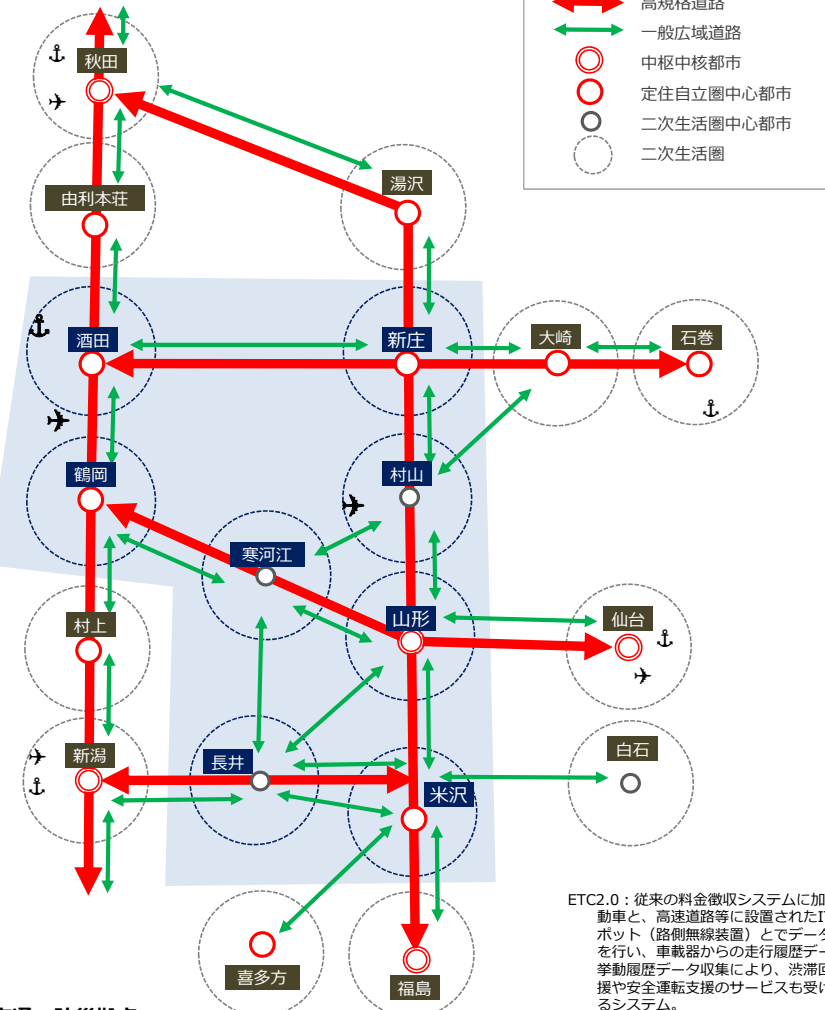 高規格道路
一般広域道路
中枢中核都市
定住自立圏中心都市
二次生活圏中心都市
二次生活圏
秋田
湯沢
由利本荘
酒田
新庄
大崎
石巻
鶴岡
村山
寒河江
村上
山形
仙台
新潟
長井
米沢
白石
喜多方
福島
ETC2.0：従来の料金徴収システムに加
動車と、高速道路等に設置されたI
ポット（路側無線装置）とでデータ
を行い、車載器からの走行履歴デー
挙動履歴データ収集により、渋滞回
援や安全運転支援のサービスも受け
るシステム。